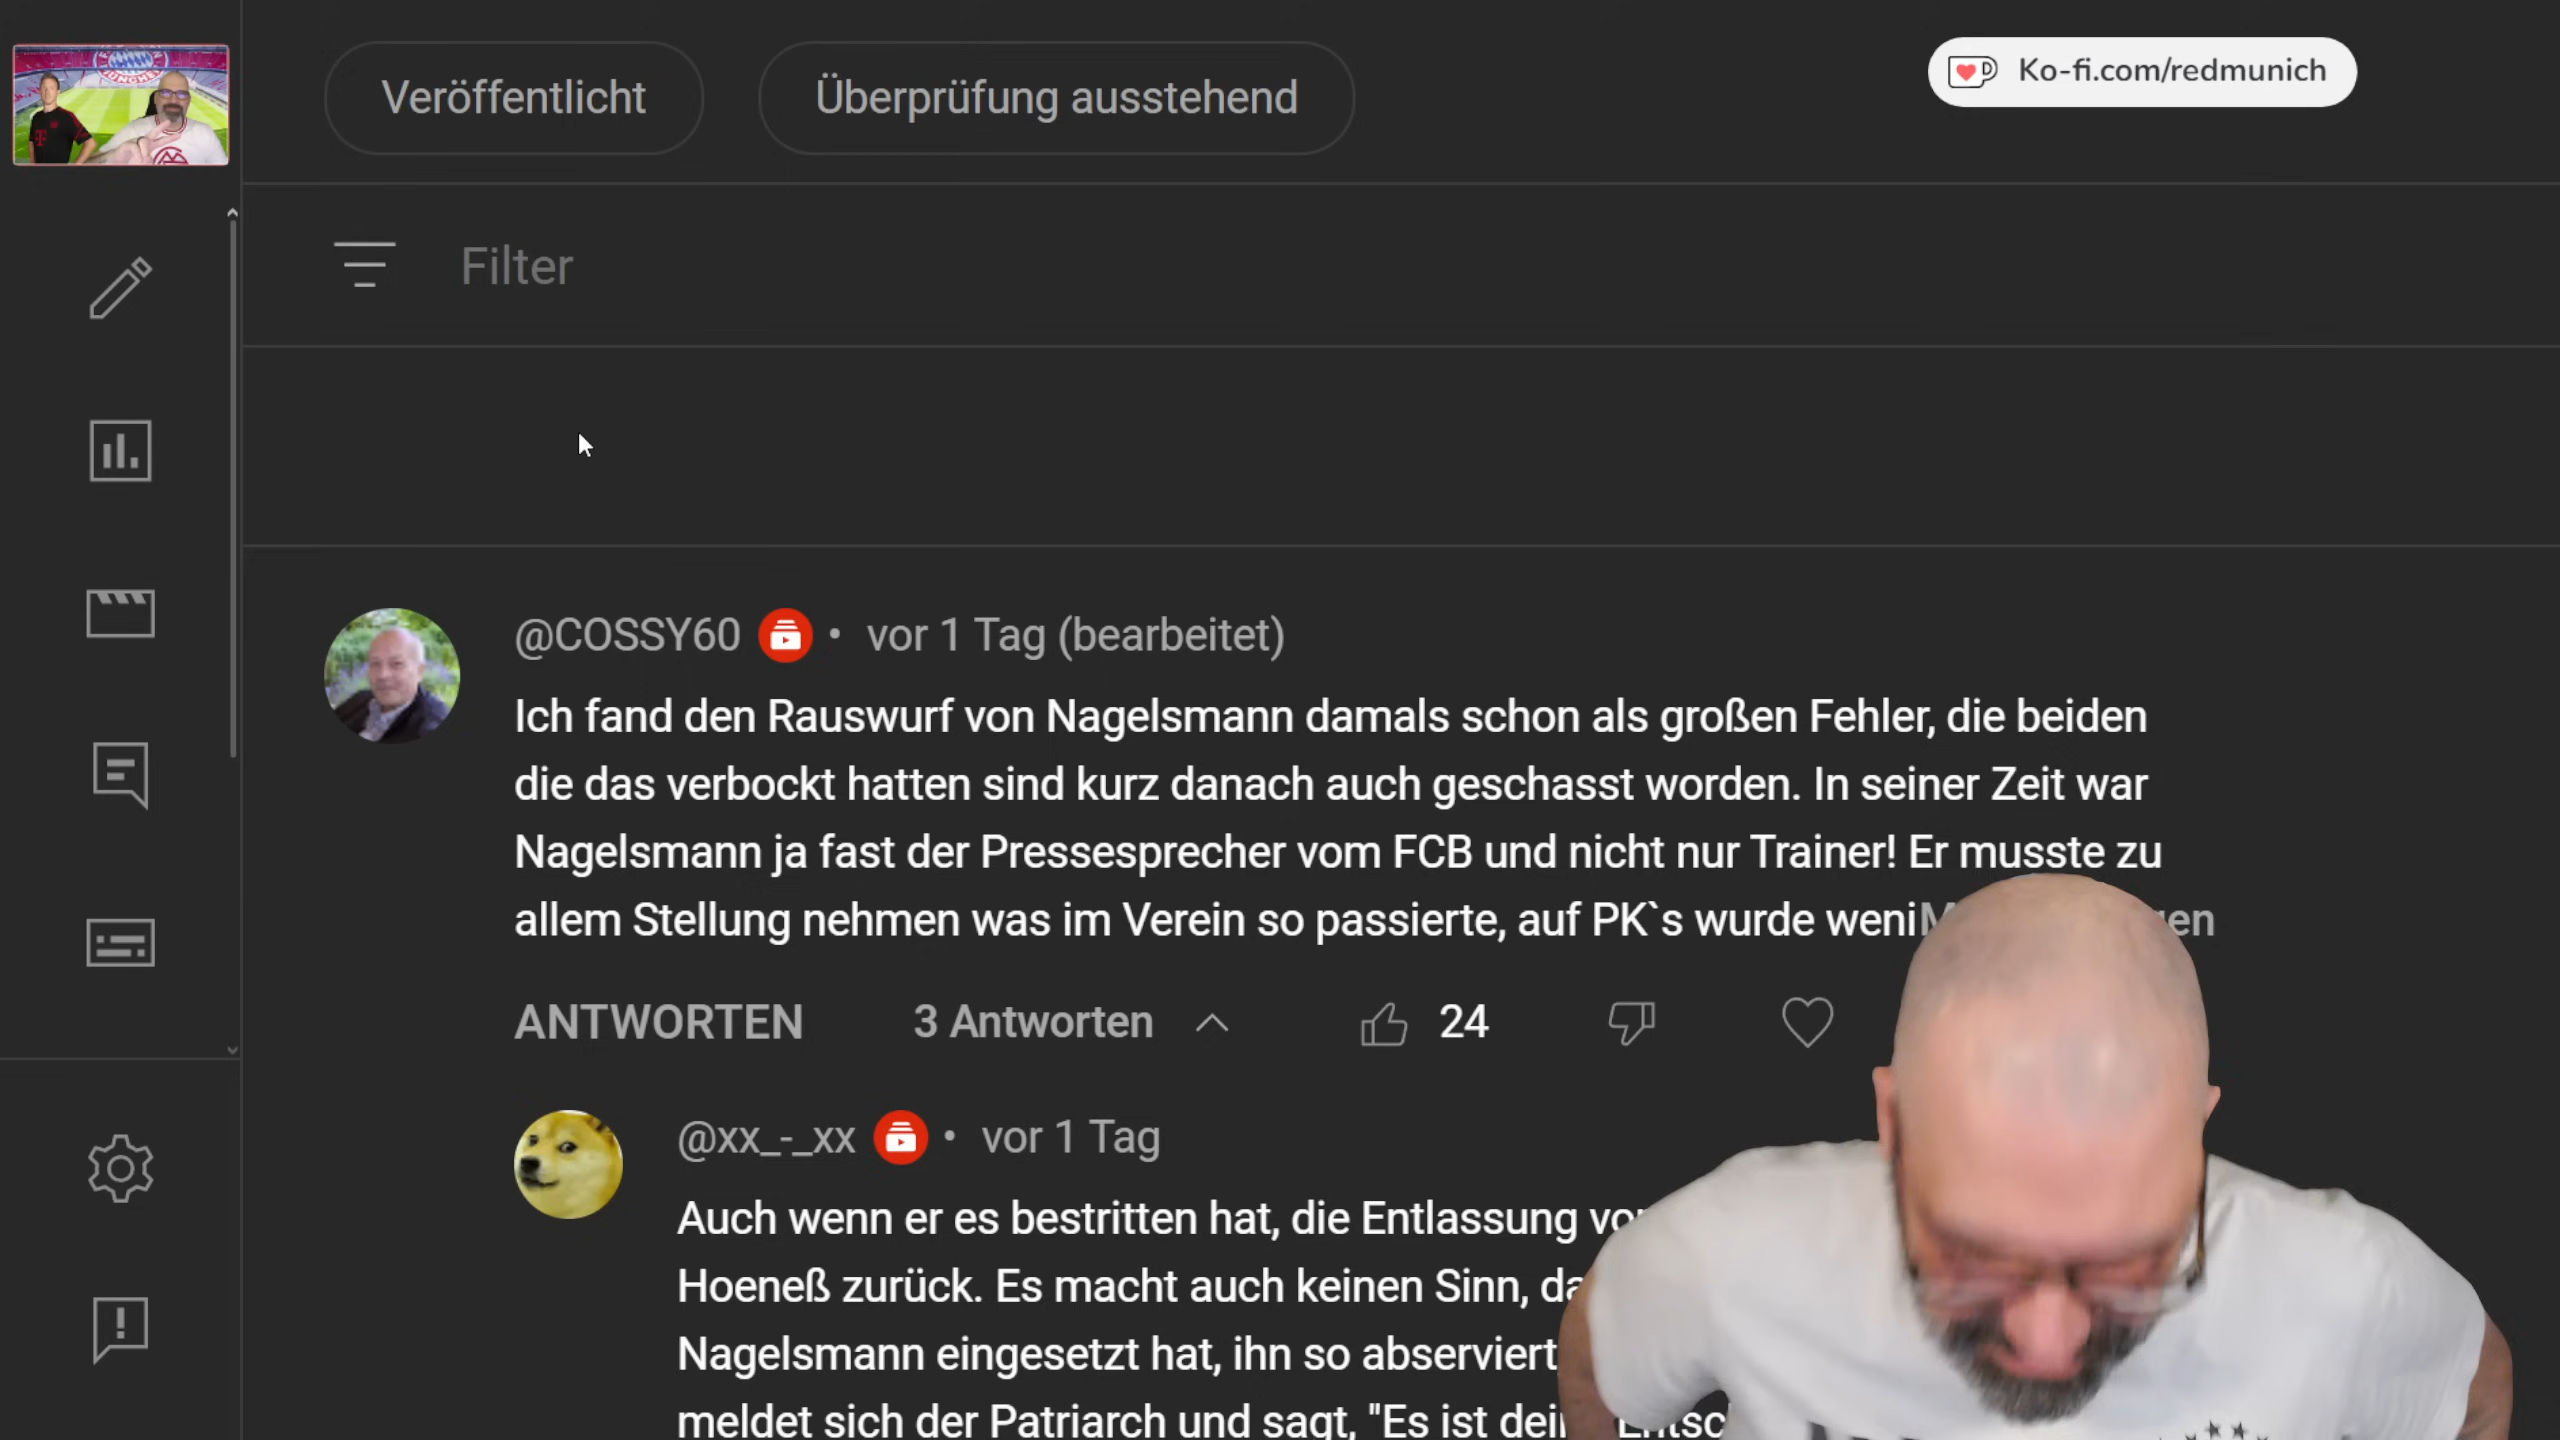 Veröffentlicht
Überprüfung ausstehend
Ko-fi.com/redmunich
Filter
@COSSY60 • vor 1 Tag (bearbeitet)
Ich fand den Rauswurf von Nagelsmann damals schon als großen Fehler, die beiden
die das verbockt hatten sind kurz danach auch geschasst worden. In seiner Zeit war
Nagelsmann ja fast der Pressesprecher vom FCB und nicht nur Trainer! Er musste zu
allem Stellung nehmen was im Verein so passierte, auf PK`s wurde weni
ANTWORTEN 3 Antworten 24
@xx_-_xx • vor 1 Tag
Auch wenn er es bestritten hat, die Entlassung
Hoeneß zurück. Es macht auch keinen Sinn,
Nagelsmann eingesetzt hat, ihn so abserviert
meldet sich der Patriarch und sagt, "Es ist